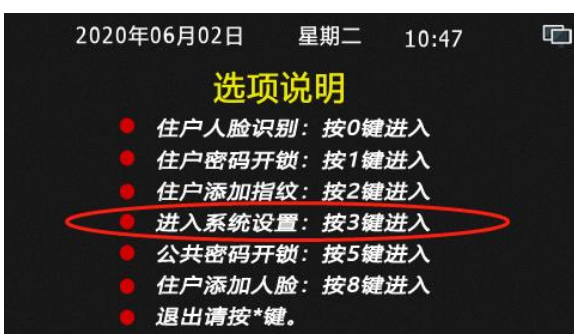 2020年06月02日 星期二 10:47
选项说明
住户人脸识别：按0键进入
住户密码开锁：按1键进入
住户添加指纹：按2键进入
进入系统设置：按3键进入
公共密码开锁：按5键进入
住户添加人脸：按8键进入
退出请按*键。